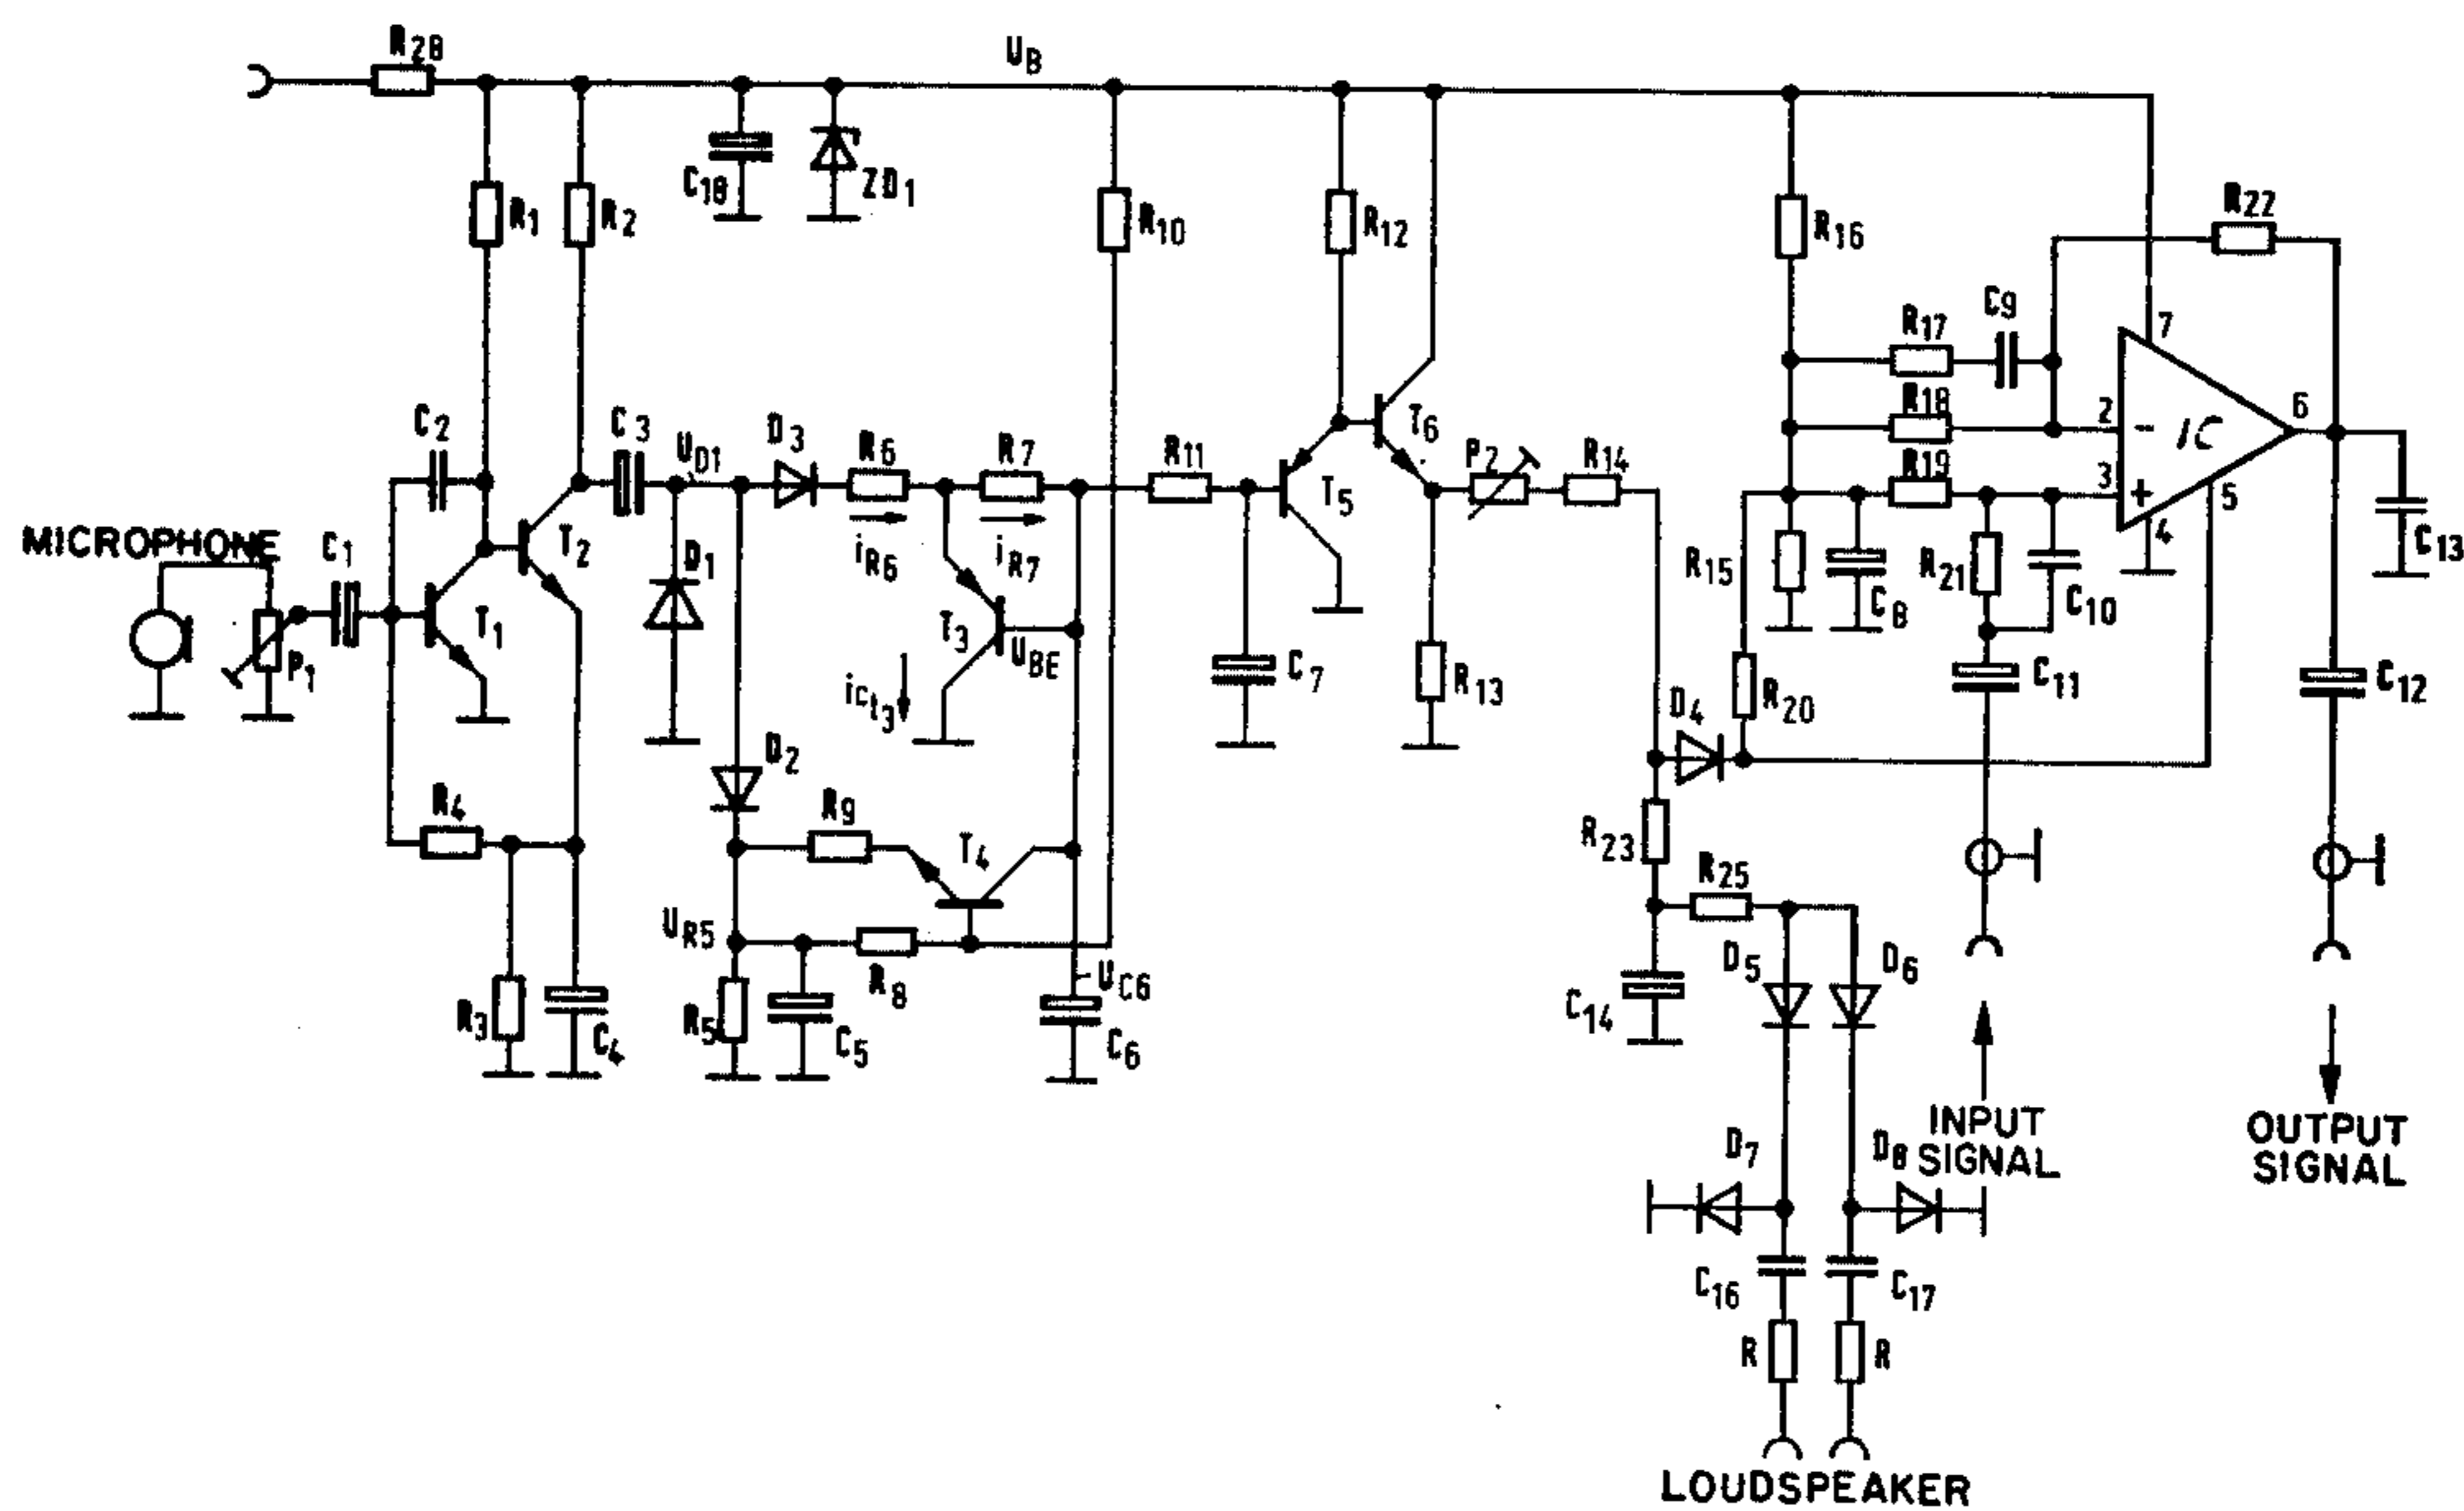 R28
UB
C18
ZD1
R1
R2
R10
R12
R16
R22
R17
C9
R18
R19
7
2
-
IC
6
3
+
5
4
C2
C3
UD1
D3
R6
R7
R11
T5
T6
P2
R14
iR6
iR7
MICROPHONE
C1
P1
T1
T2
D1
T3
UBE
iCt3
C7
R13
R15
C8
R21
C10
C11
C13
C12
D4
R20
D2
R4
R9
T4
R23
R25
UR5
R8
UC6
R3
C4
R5
C5
C6
C14
D5
D6
INPUT
SIGNAL
OUTPUT
SIGNAL
D7
D8
C16
C17
R
R
LOUDSPEAKER